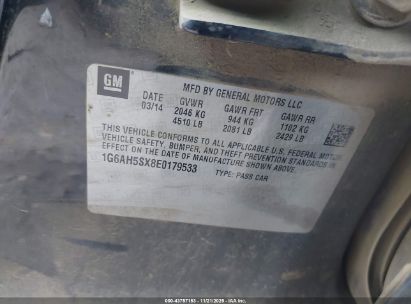 GM
MFD BY GENERAL MOTORS LLC
DATE GVWR GAWR FRT GAWR RR
03/14 2046 KG 944 KG 1102 KG
4510 LB 2081 LB 2429 LB
THIS VEHICLE CONFORMS TO ALL APPLICABLE U.S. FEDERAL MOTOR
VEHICLE SAFETY, BUMPER, AND THEFT PREVENTION STANDARDS IN EFFECT
ON THE DATE OF MANUFACTURE SHOWN ABOVE.
1G6AH5SX8E0179533
TYPE: PASS CAR